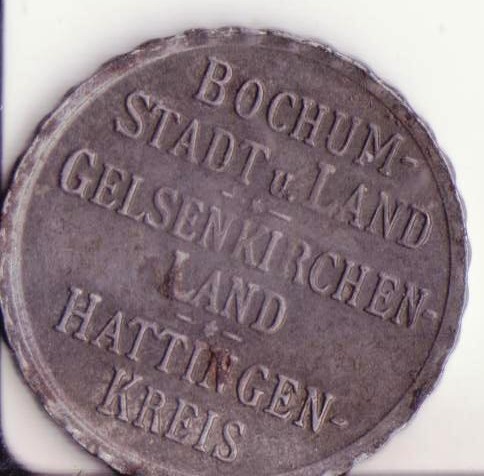 BOCHUM-
STADT u. LAND
GELSENKIRCHEN-
LAND
HATTINGEN-
KREIS